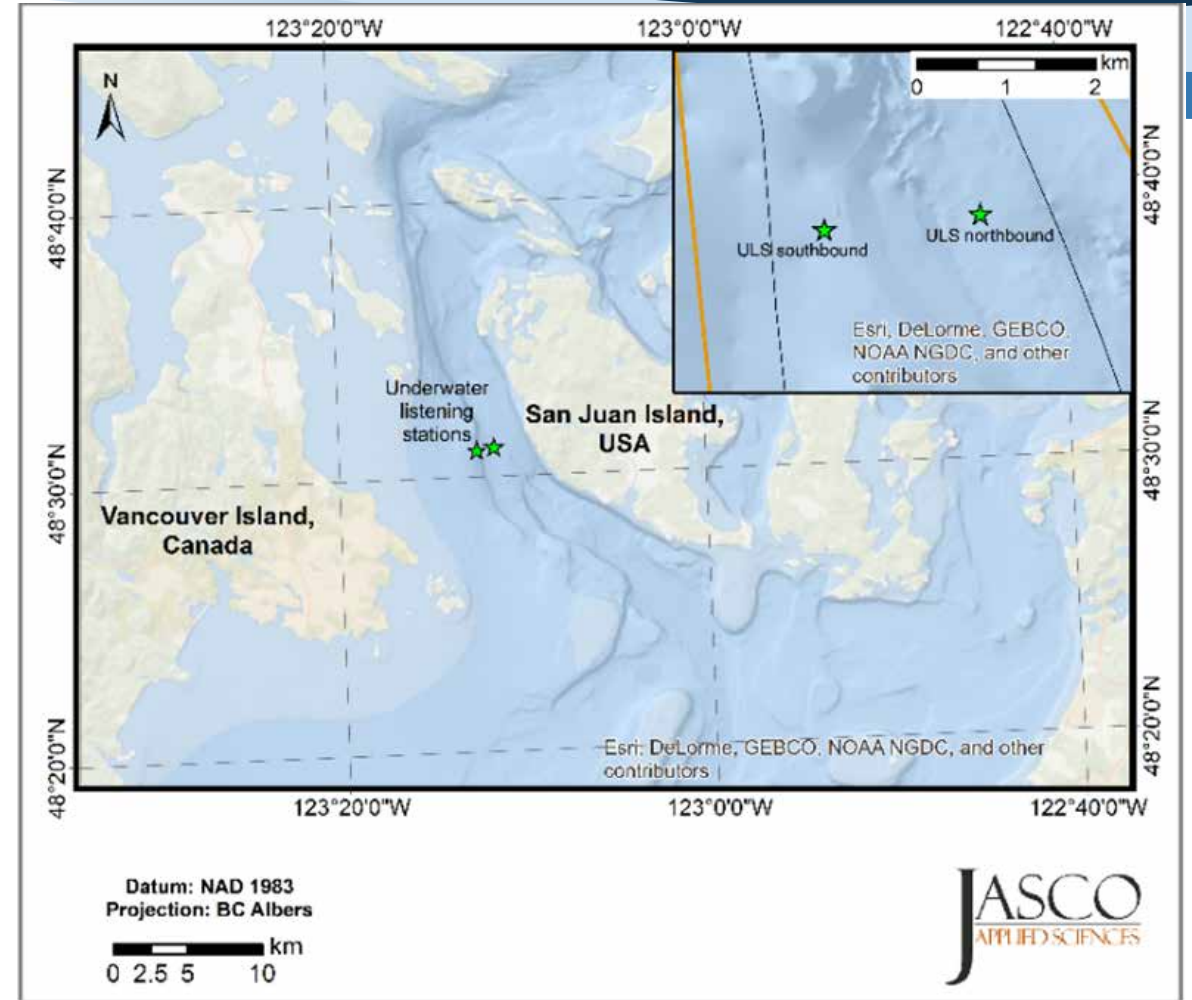 123°20'0"W
123°0'0"W
122°40'0"W
N
km
0 1 2
48°40'0"N
48°40'0"N
ULS southbound
ULS northbound
Esri, DeLorme, GEBCO,
NOAA NGDC, and other
contributors
Underwater
listening
stations
San Juan Island,
USA
48°30'0"N
48°30'0"N
Vancouver Island,
Canada
48°20'0"N
48°20'0"N
Esri, DeLorme, GEBCO, NOAA NGDC, and other
contributors
123°20'0"W
123°0'0"W
122°40'0"W
Datum: NAD 1983
Projection: BC Albers
km
0 2.5 5 10
JASCO
APPLIED SCIENCES